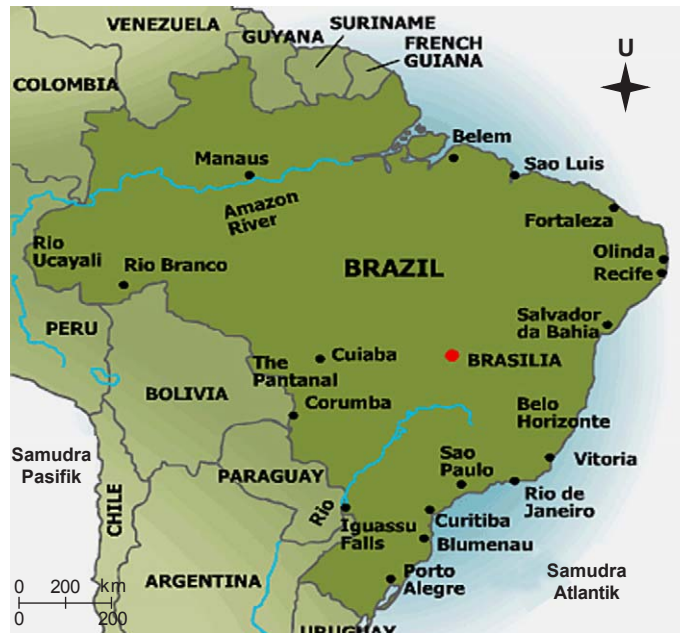 VENEZUELA
SURINAME
GUYANA
FRENCH
GUIANA
U
COLOMBIA
Belem
Manaus
Sao Luis
Amazon
River
Fortaleza
Rio
Ucayali
Olinda
BRAZIL
Recife
Rio Branco
Salvador
da Bahia
PERU
The
Pantanal
Cuiaba
BRASILIA
BOLIVIA
Corumba
Belo
Horizonte
Samudra
Pasifik
Sao
Paulo
Vitoria
PARAGUAY
CHILE
Rio
Rio de
Janeiro
Iguassu
Falls
Curitiba
Blumenau
ARGENTINA
Porto
Alegre
Samudra
Atlantik
0 200 km
0 200
URUGUAY